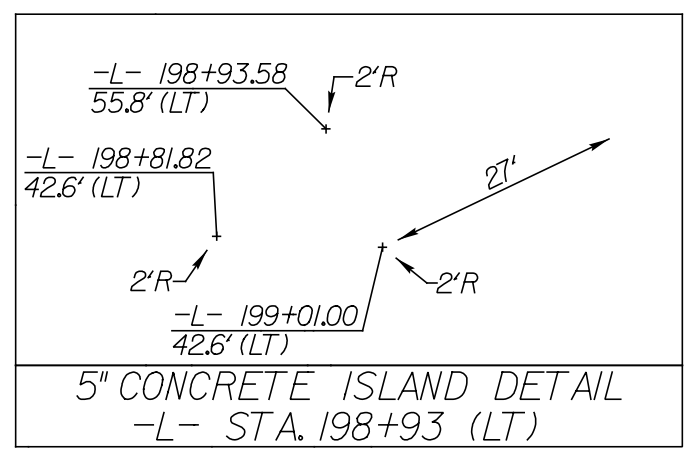 -L- 198+93.58
55.8' (LT)
2'R
-L- 198+81.82
42.6' (LT)
27'
2'R
2'R
-L- 199+01.00
42.6' (LT)
5" CONCRETE ISLAND DETAIL
-L- STA. 198+93 (LT)